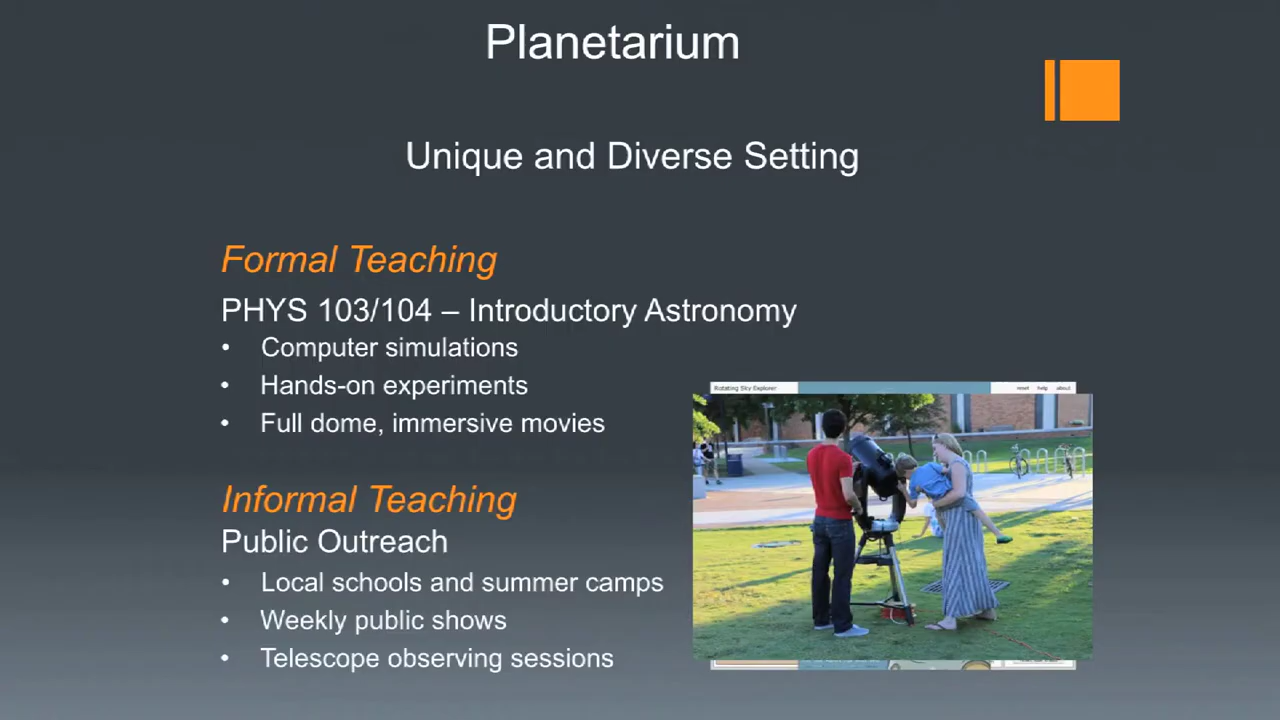 Planetarium
Unique and Diverse Setting
Formal Teaching
PHYS 103/104 – Introductory Astronomy
• Computer simulations
• Hands-on experiments
• Full dome, immersive movies
Rotating Sky Explorer
reset help about
Informal Teaching
Public Outreach
• Local schools and summer camps
• Weekly public shows
• Telescope observing sessions